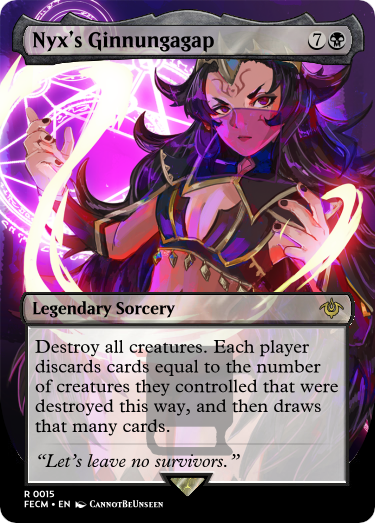 Nyx's Ginnungagap 7
Legendary Sorcery
Destroy all creatures. Each player
discards cards equal to the number
of creatures they controlled that were
destroyed this way, and then draws
that many cards.
“Let's leave no survivors.”
R 0015
FECM • EN CannotBeUnseen